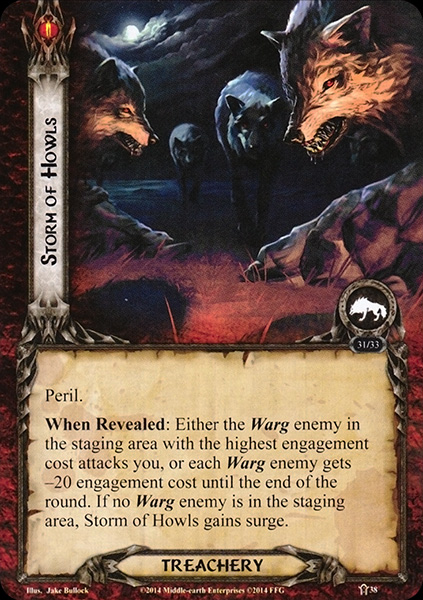 STORM OF HOWLS
31/33
Peril.
When Revealed: Either the Warg enemy in
the staging area with the highest engagement
cost attacks you, or each Warg enemy gets
–20 engagement cost until the end of the
round. If no Warg enemy is in the staging
area, Storm of Howls gains surge.
TREACHERY
Illus. Jake Bullock
©2014 Middle-earth Enterprises ©2014 FFG
38